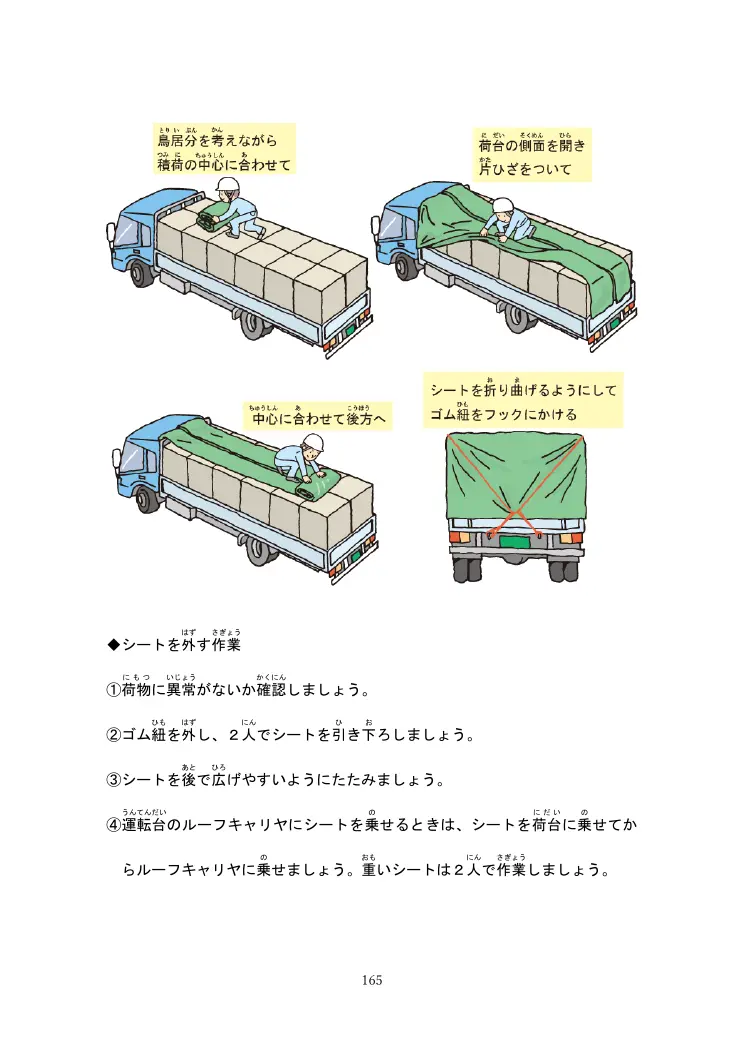 鳥居分を考えながら
積荷の中心に合わせて
荷台の側面を開き
片ひざをついて
中心に合わせて後方へ
シートを折り曲げるようにして
ゴム紐をフックにかける
◆シートを外す作業
①荷物に異常がないか確認しましょう。
②ゴム紐を外し、２人でシートを引き下ろしましょう。
③シートを後で広げやすいようにたたみましょう。
④運転台のルーフキャリヤにシートを乗せるときは、シートを荷台に乗せてか
らルーフキャリヤに乗せましょう。重いシートは２人で作業しましょう。
165